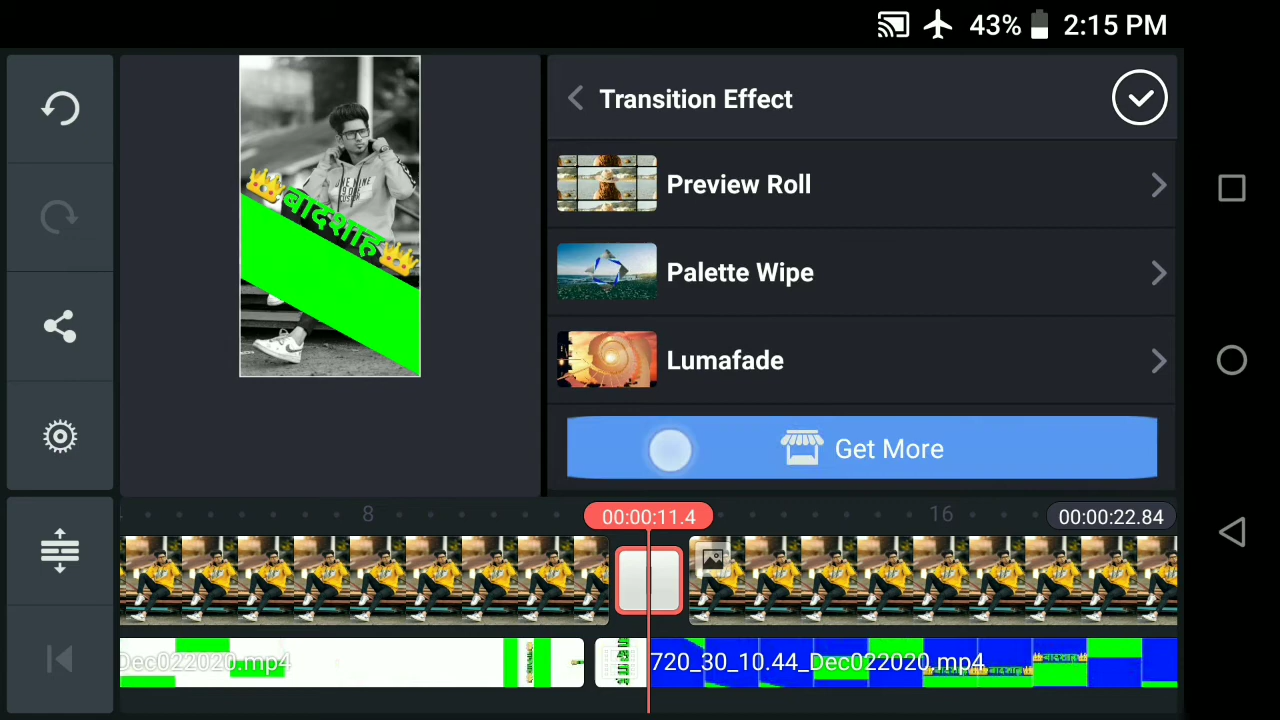 43% 2:15 PM
Transition Effect
Preview Roll
Palette Wipe
Lumafade
Get More
👑बादशाह👑
8
00:00:11.4
16
00:00:22.84
Dec022020.mp4
720_30_10.44_Dec022020.mp4